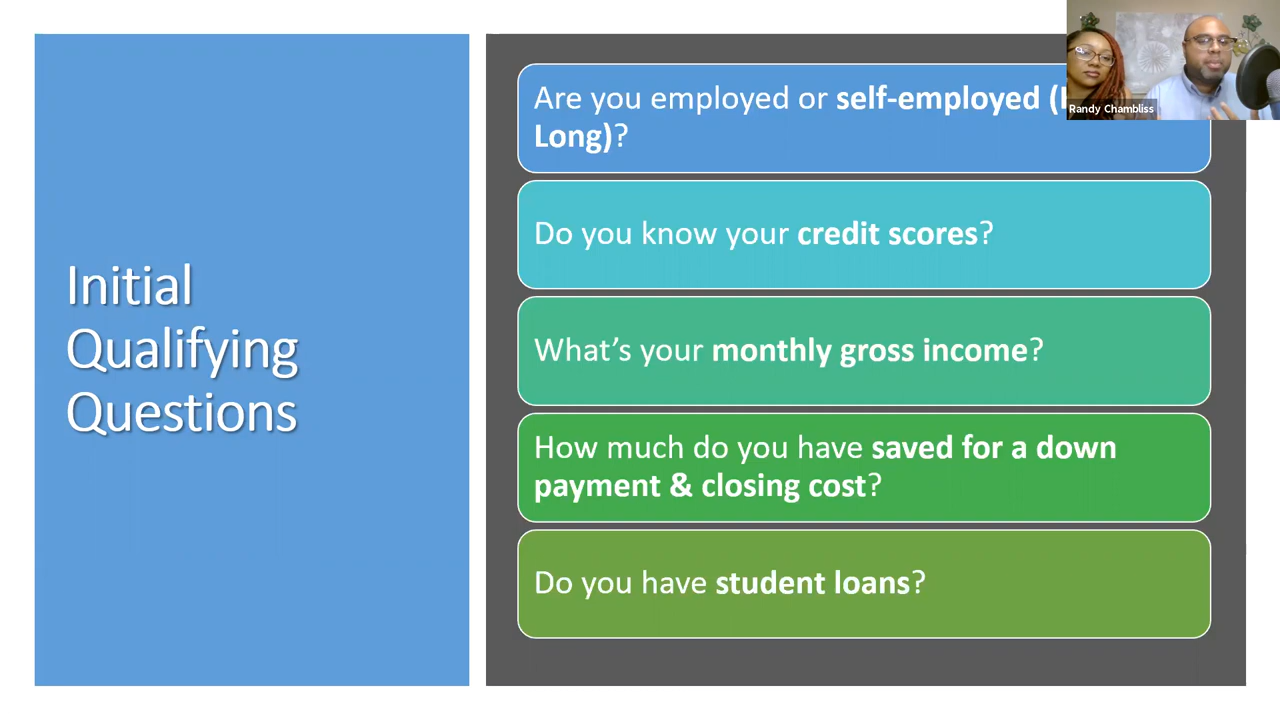 Initial
Qualifying
Questions
Are you employed or self-employed (
Long)?
Do you know your credit scores?
What's your monthly gross income?
How much do you have saved for a down
payment & closing cost?
Do you have student loans?
Randy Chambliss